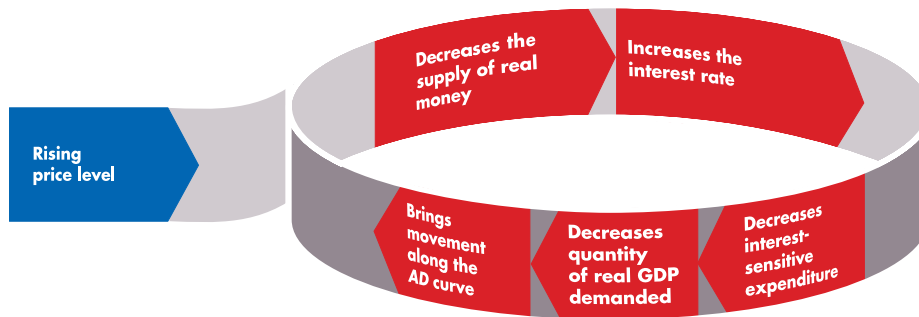 Rising
price level
Decreases the
supply of real
money
Increases the
interest rate
Decreases
interest-
sensitive
expenditure
Decreases
quantity
of real GDP
demanded
Brings
movement
along the
AD curve